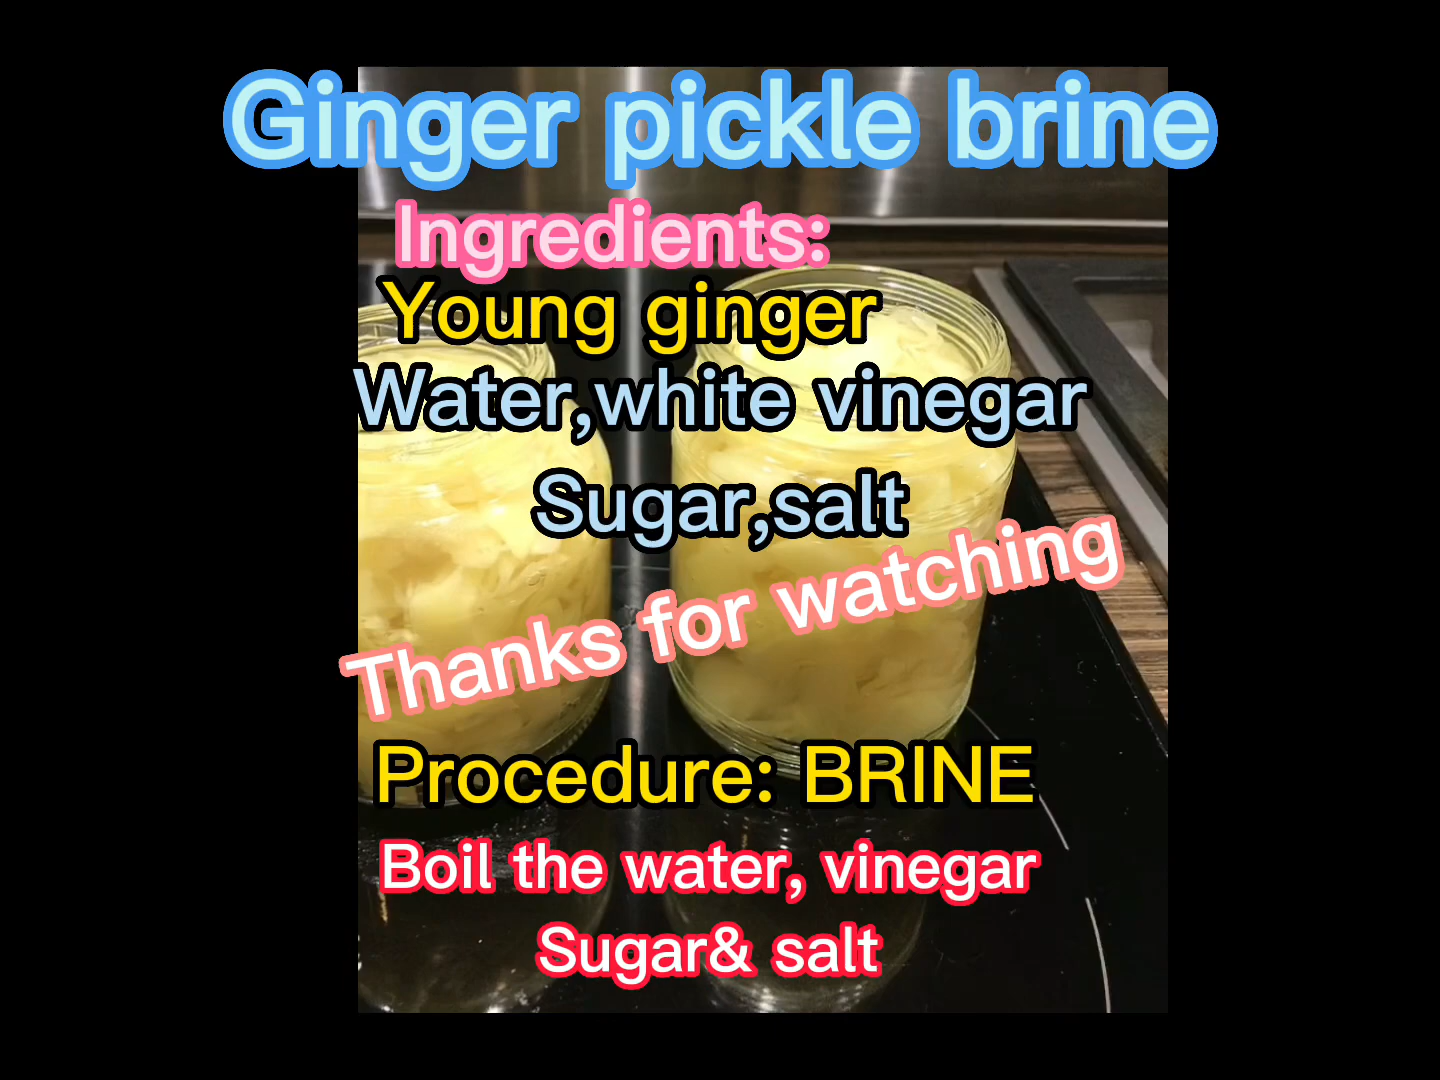 Ginger pickle brine
Ingredients:
Young ginger
Water,white vinegar
Sugar,salt
Thanks for watching
Procedure: BRINE
Boil the water, vinegar
Sugar& salt